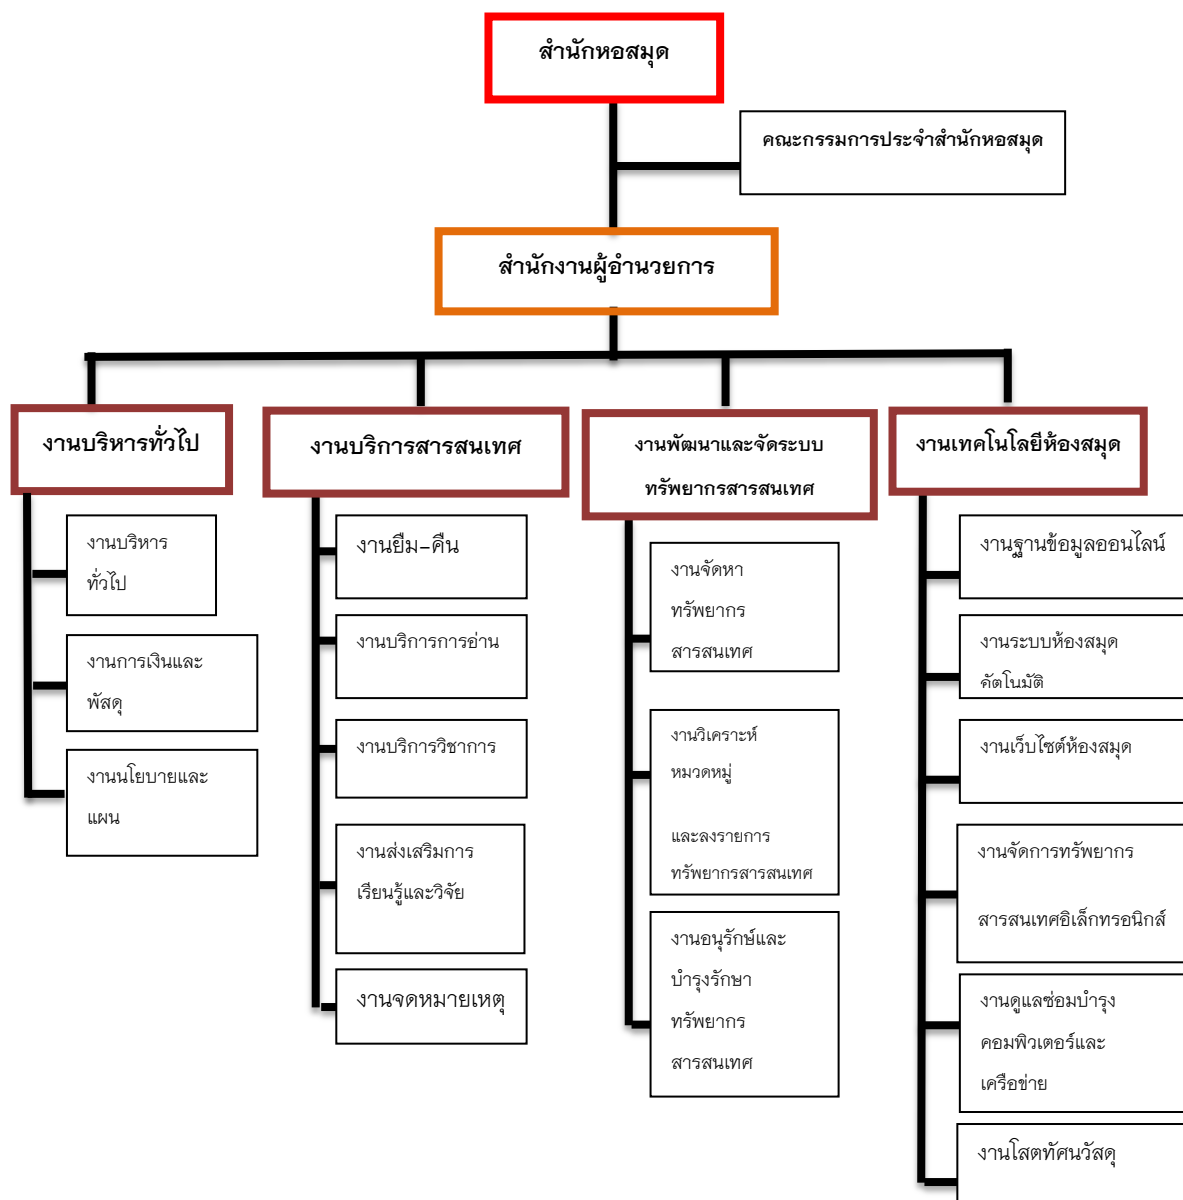 สำนักหอสมุด
คณะกรรมการประจำสำนักหอสมุด
สำนักงานผู้อำนวยการ
งานบริหารทั่วไป
งานบริหาร
ทั่วไป
งานการเงินและ
พัสดุ
งานนโยบายและ
แผน
งานบริการสารสนเทศ
งานยืม-คืน
งานบริการการอ่าน
งานบริการวิชาการ
งานส่งเสริมการ
เรียนรู้และวิจัย
งานจดหมายเหตุ
งานพัฒนาและจัดระบบ
ทรัพยากรสารสนเทศ
งานจัดหา
ทรัพยากร
สารสนเทศ
งานวิเคราะห์
หมวดหมู่
และลงรายการ
ทรัพยากรสารสนเทศ
งานอนุรักษ์และ
บำรุงรักษา
ทรัพยากร
สารสนเทศ
งานเทคโนโลยีห้องสมุด
งานฐานข้อมูลออนไลน์
งานระบบห้องสมุด
คัตโนมัติ
งานเว็บไซต์ห้องสมุด
งานจัดการทรัพยากร
สารสนเทศอิเล็กทรอนิกส์
งานดูแลซ่อมบำรุง
คอมพิวเตอร์และ
เครือข่าย
งานโสตทัศนวัสดุ